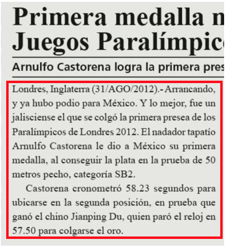 Primera medalla n
Juegos Paralímpic
Arnulfo Castorena logra la primera pres
Londres, Inglaterra (31/AGO/2012).- Arrancando,
y ya hubo podio para México. Y lo mejor, fue un
jalisciense el que se colgó la primera presea de los
Paralímpicos de Londres 2012. El nadador tapatío
Arnulfo Castorena le dio a México su primera
medalla, al conseguir la plata en la prueba de 50
metros pecho, categoría SB2.
Castorena cronometró 58.23 segundos para
ubicarse en la segunda posición, en prueba que
ganó el chino Jianping Du, quien paró el reloj en
57.50 para colgarse el oro.